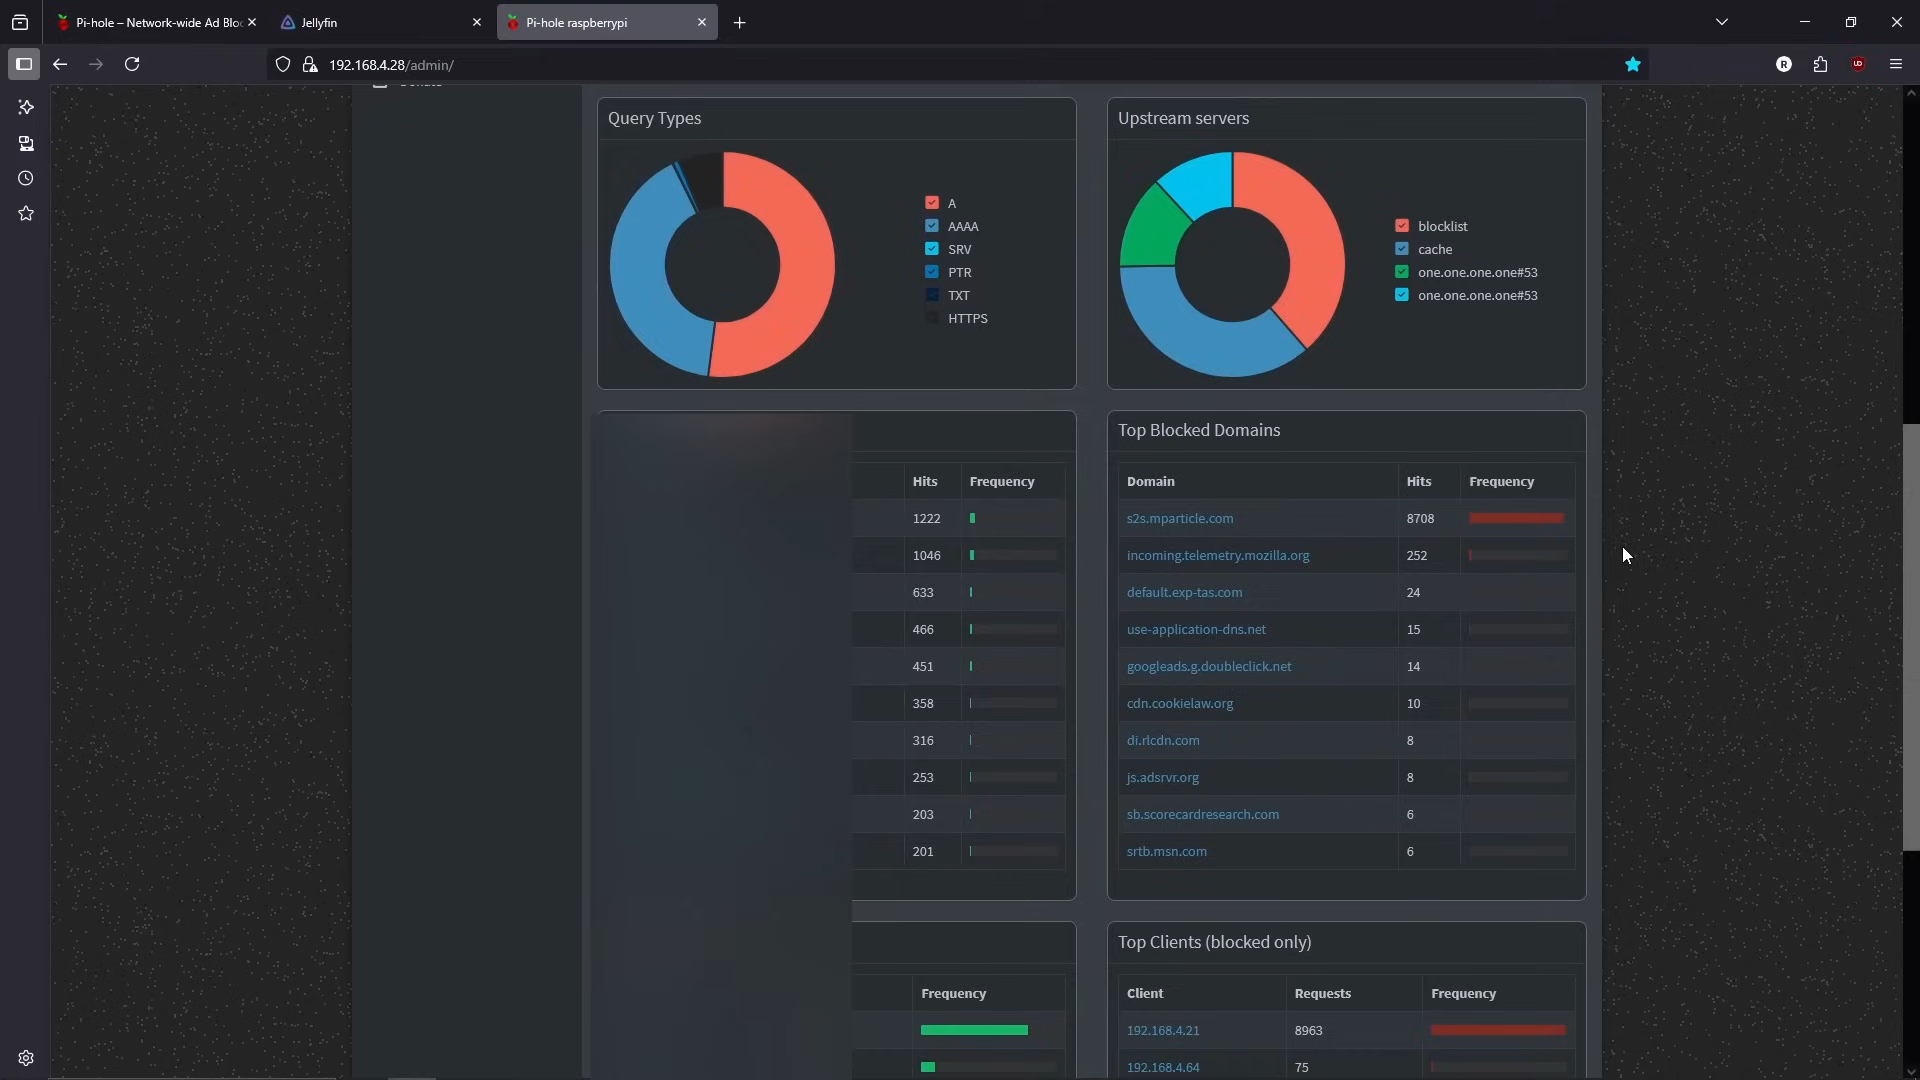 Pi-hole – Network-wide Ad Bloc
Jellyfin
Pi-hole raspberrypi
192.168.4.28/admin/
R
Query Types
A
AAAA
SRV
PTR
TXT
HTTPS
Upstream servers
blocklist
cache
one.one.one.one#53
one.one.one.one#53
Hits Frequency
1222
1046
633
466
451
358
316
253
203
201
Top Blocked Domains
Domain Hits Frequency
s2s.mparticle.com 8708
incoming.telemetry.mozilla.org 252
default.exp-tas.com 24
use-application-dns.net 15
googleads.g.doubleclick.net 14
cdn.cookielaw.org 10
di.rlcdn.com 8
js.adsrvr.org 8
sb.scorecardresearch.com 6
srtb.msn.com 6
Frequency
Top Clients (blocked only)
Client Requests Frequency
192.168.4.21 8963
192.168.4.64 75